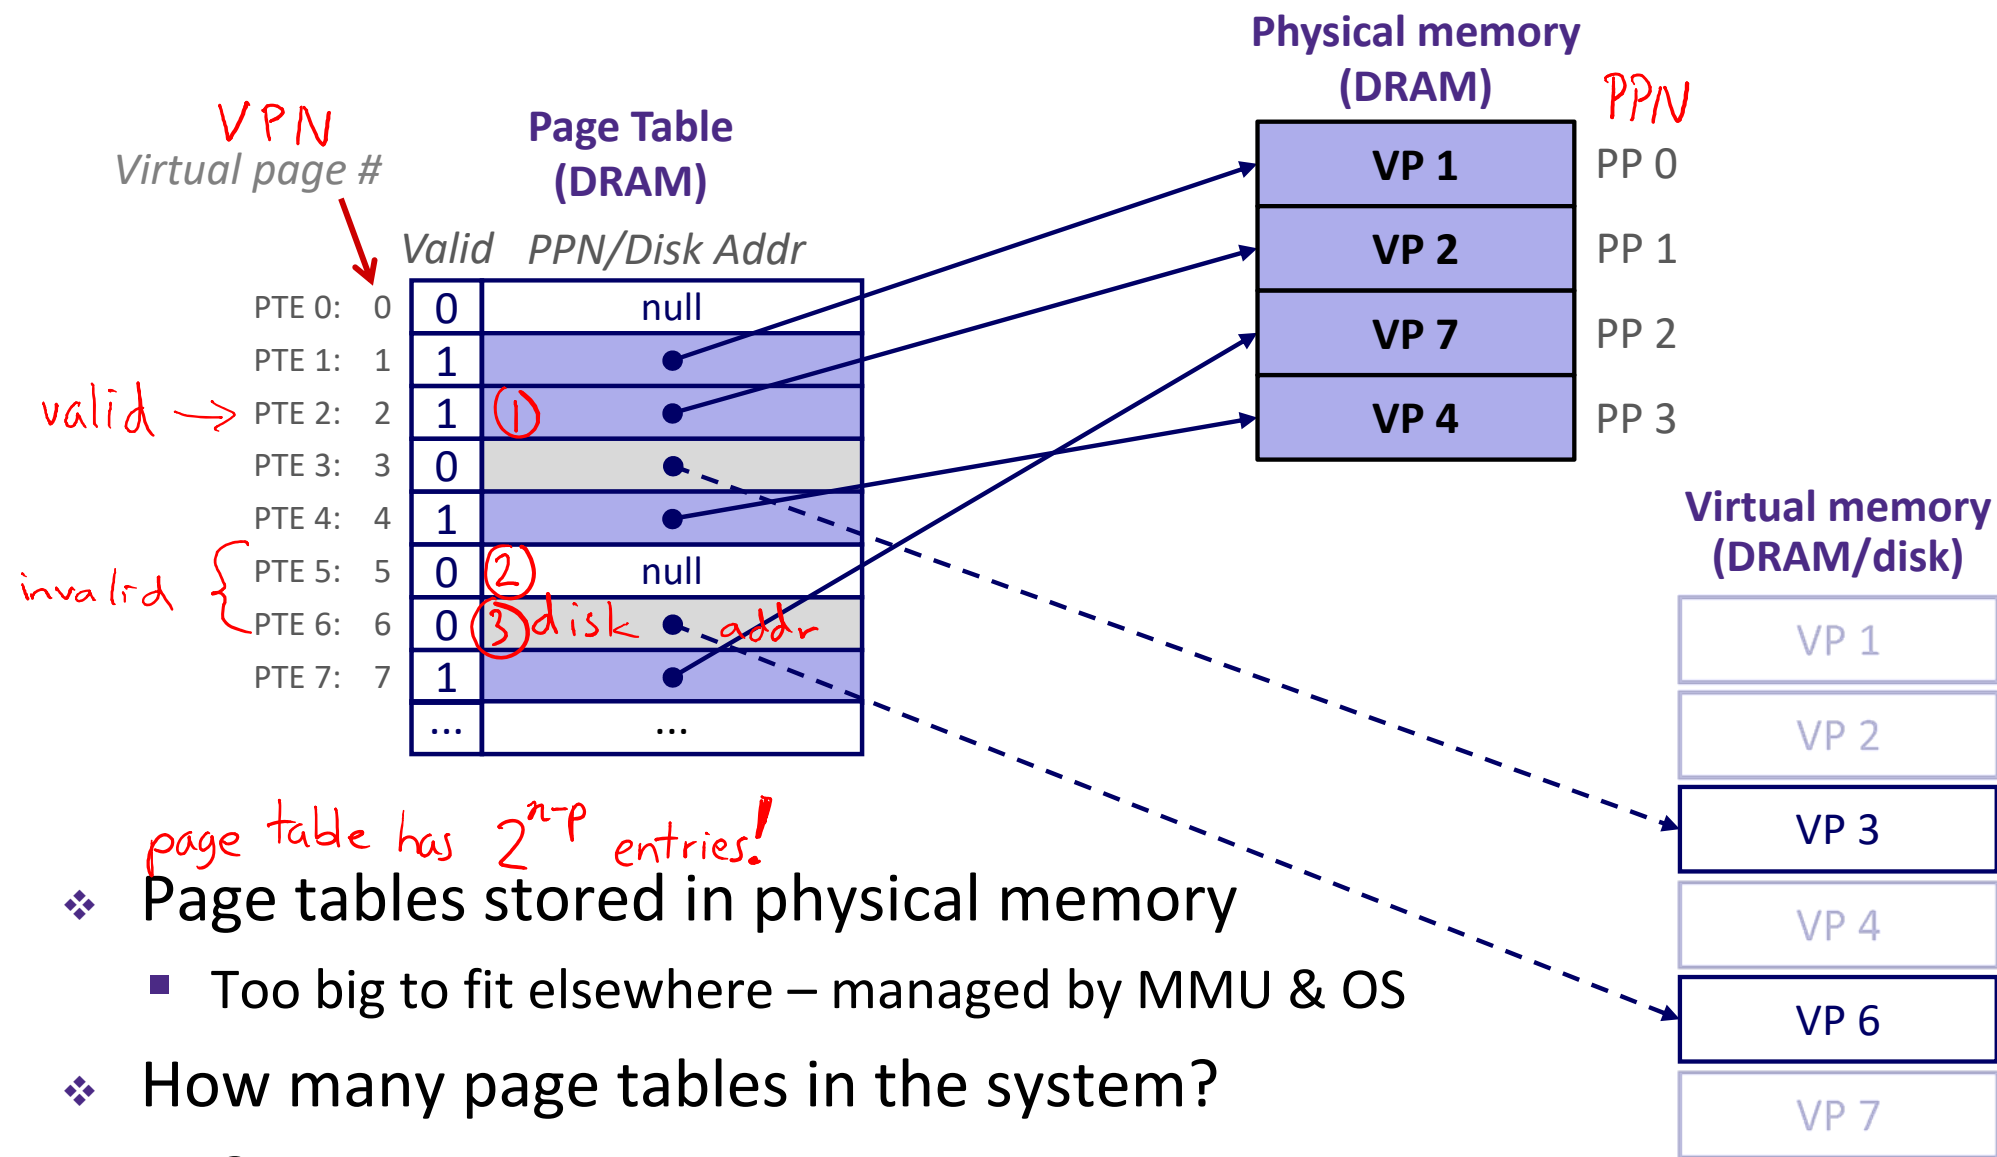 Physical memory
(DRAM)
PPN
VPN
Virtual page #
Page Table
(DRAM)
Valid PPN/Disk Addr
VP 1 PP 0
VP 2 PP 1
VP 7 PP 2
VP 4 PP 3
PTE 0: 0 0 null
PTE 1: 1 1
valid → PTE 2: 2 1 ①
PTE 3: 3 0
PTE 4: 4 1
PTE 5: 5 0 ② null
invalid
PTE 6: 6 0 ③ disk addr
PTE 7: 7 1
... ...
Virtual memory
(DRAM/disk)
VP 1
VP 2
VP 3
VP 4
VP 6
VP 7
page table has 2^n-p entries!
❖ Page tables stored in physical memory
▪ Too big to fit elsewhere – managed by MMU & OS
❖ How many page tables in the system?